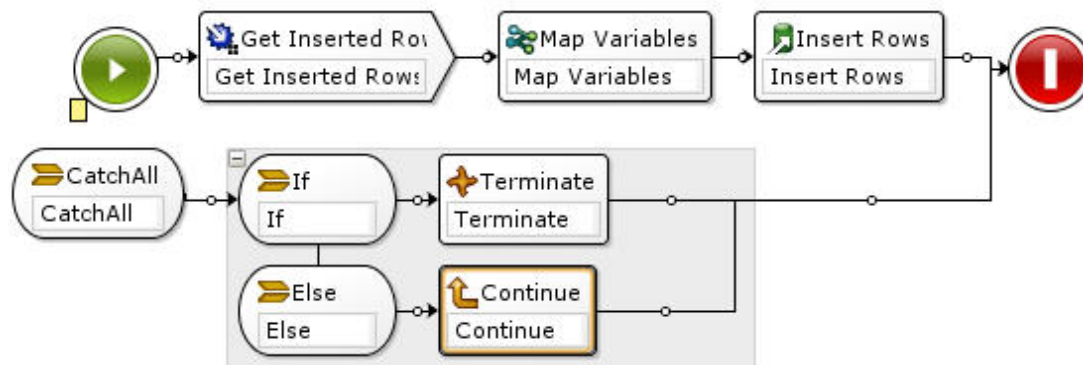 Get Inserted Rov
Get Inserted Rows
Map Variables
Map Variables
Insert Rows
Insert Rows
CatchAll
CatchAll
If
If
Terminate
Terminate
Else
Else
Continue
Continue